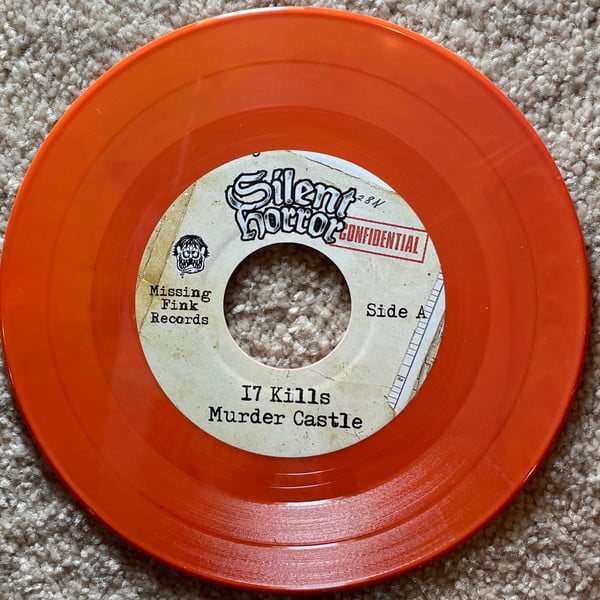 Silent
Horror
CONFIDENTIAL
Missing
Fink
Records
Side A
17 Kills
Murder Castle